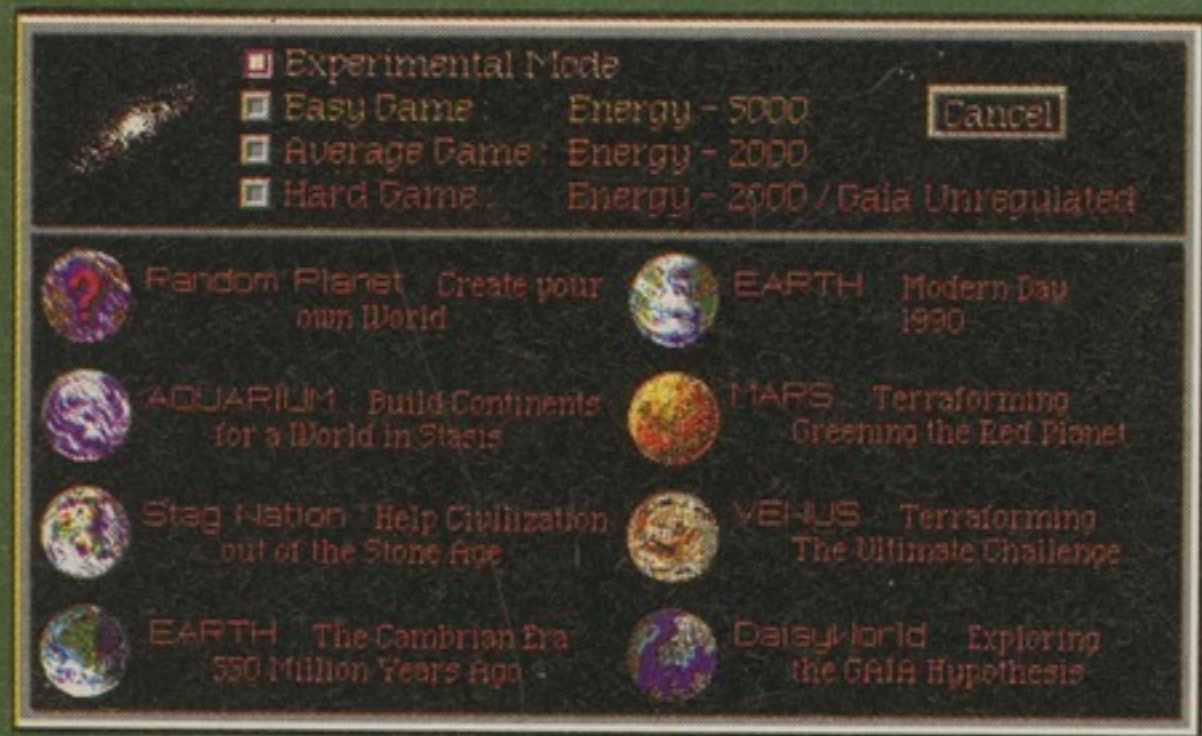 Experimental Mode
Easy Game : Energy - 5000
Cancel
Average Game : Energy - 2000
Hard Game : Energy - 2000 / Gaia Unregulated
?
Random Planet Create your
own World
EARTH Modern Day
1990
AQUARIUM : Build Continents
for a World in Stasis
MARS Terraforming
Greening the Red Planet
Stag Nation Help Civilization
out of the Stone Age
VENUS Terraforming
The Ultimate Challenge
EARTH The Cambrian Era
550 Million Years Ago
DaisyWorld Exploring
the GAIA Hypothesis